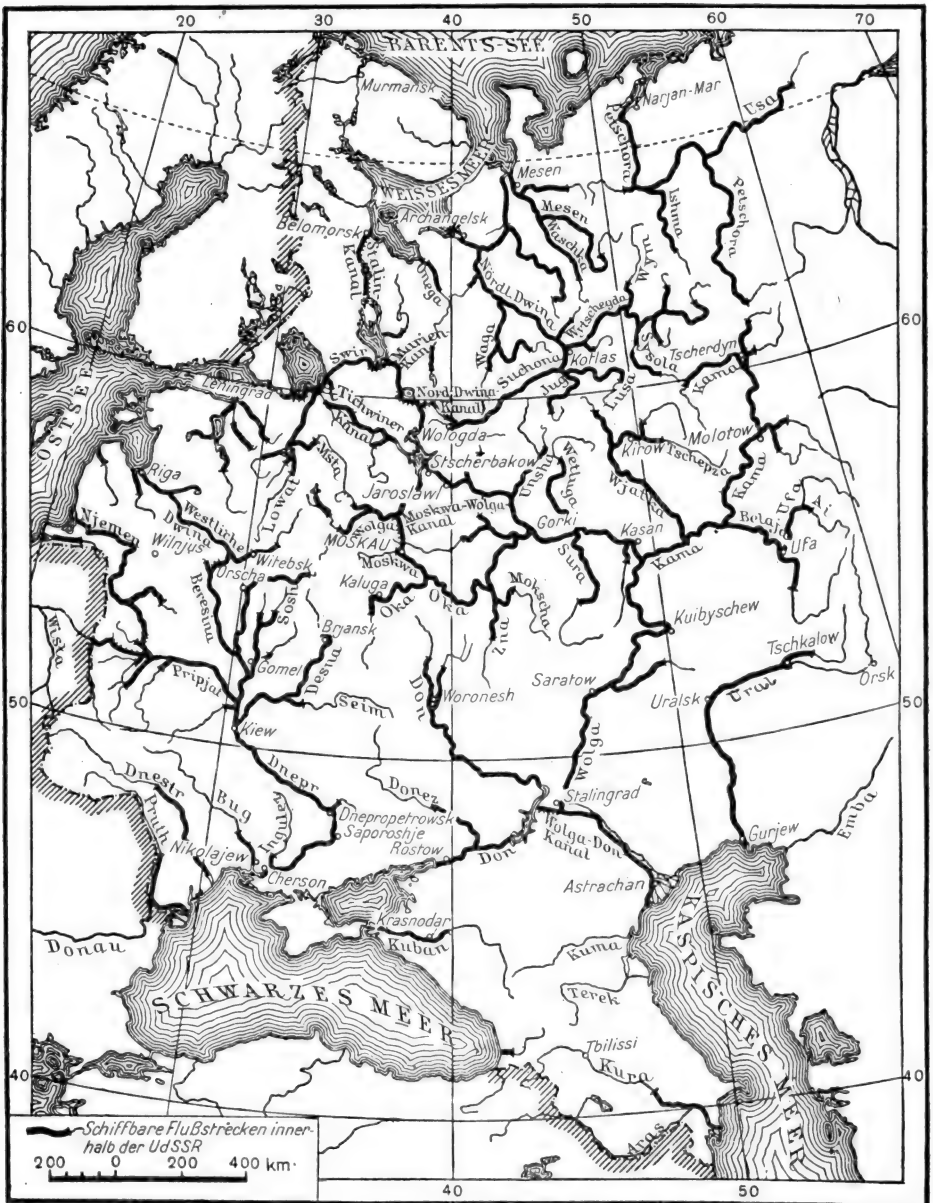 20 30 40 50 60 70
BARENTS-SEE
Murmansk
Narjan-Mar
Usa
Petschora
WEISSES MEER
Mesen
Archangelsk
Mesen
Ishma
Petschora
Belomorsk
Stalin-
Kanal
Onega
Waschka
Wym
Nördl. Dwina
Wytschegda
60
60
Swir
Marien
Kan.
Waga
Suchona
Kotlas
Syssola
Tscherdyn
Kama
Leningrad
Nord-Dwina-
Kanal
Jug
Lusa
OSTSEE
Tichwiner
Kanal
Wologda
Molotow
Kirow
Tschepza
Riga
Lowat
Msta
Stscherbakow
Unsha
Wetluga
Wjatka
Kama
Ufa
Ai
Jaroslawl
Njemen
Westliche
Dwina
Wolga
Moskwa-Wolga-
Kanal
Gorki
Kasan
Belaja
Ufa
Wilnjus
Witebsk
MOSKAU
Moskwa
Sura
Kama
Orscha
Kaluga
Oka
Oka
Mokscha
Beresina
Sosh
Zna
Kuibyschew
Wisla
Brjansk
Tschkalow
Gomel
Desna
Orsk
Pripjat
Don
Woronesh
Saratow
Uralsk
Ural
50
Seim
50
Kiew
Wolga
Dnestr
Dnepr
Donez
Emba
Pruth
Bug
Ingulez
Dnepropetrowsk
Stalingrad
Saporoshje
Wolga-Don
Kanal
Gurjew
Nikolajew
Rostow
Don
Cherson
Astrachan
Krasnodar
Donau
Kuban
Kuma
KASPISCHES MEER
SCHWARZES MEER
Terek
Tbilissi
40
Kura
40
Aras
Schiffbare Flußstrecken inner-
halb der UdSSR
200 0 200 400 km
40 50